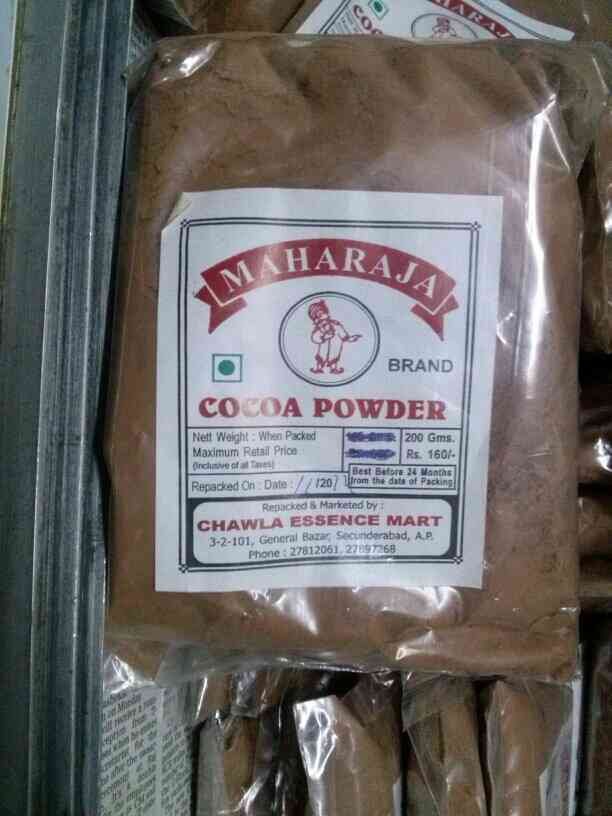 MAHARAJA
MAHARAJA
BRAND
COCOA POWDER
Nett Weight : When Packed 200 Gms.
Maximum Retail Price Rs. 160/-
(Inclusive of all Taxes)
Repacked On : Date : / /20
Best Before 24 Months
from the date of Packing
Repacked & Marketed by :
CHAWLA ESSENCE MART
3-2-101, General Bazar, Secunderabad, A.P.
Phone : 27812061, 27897268